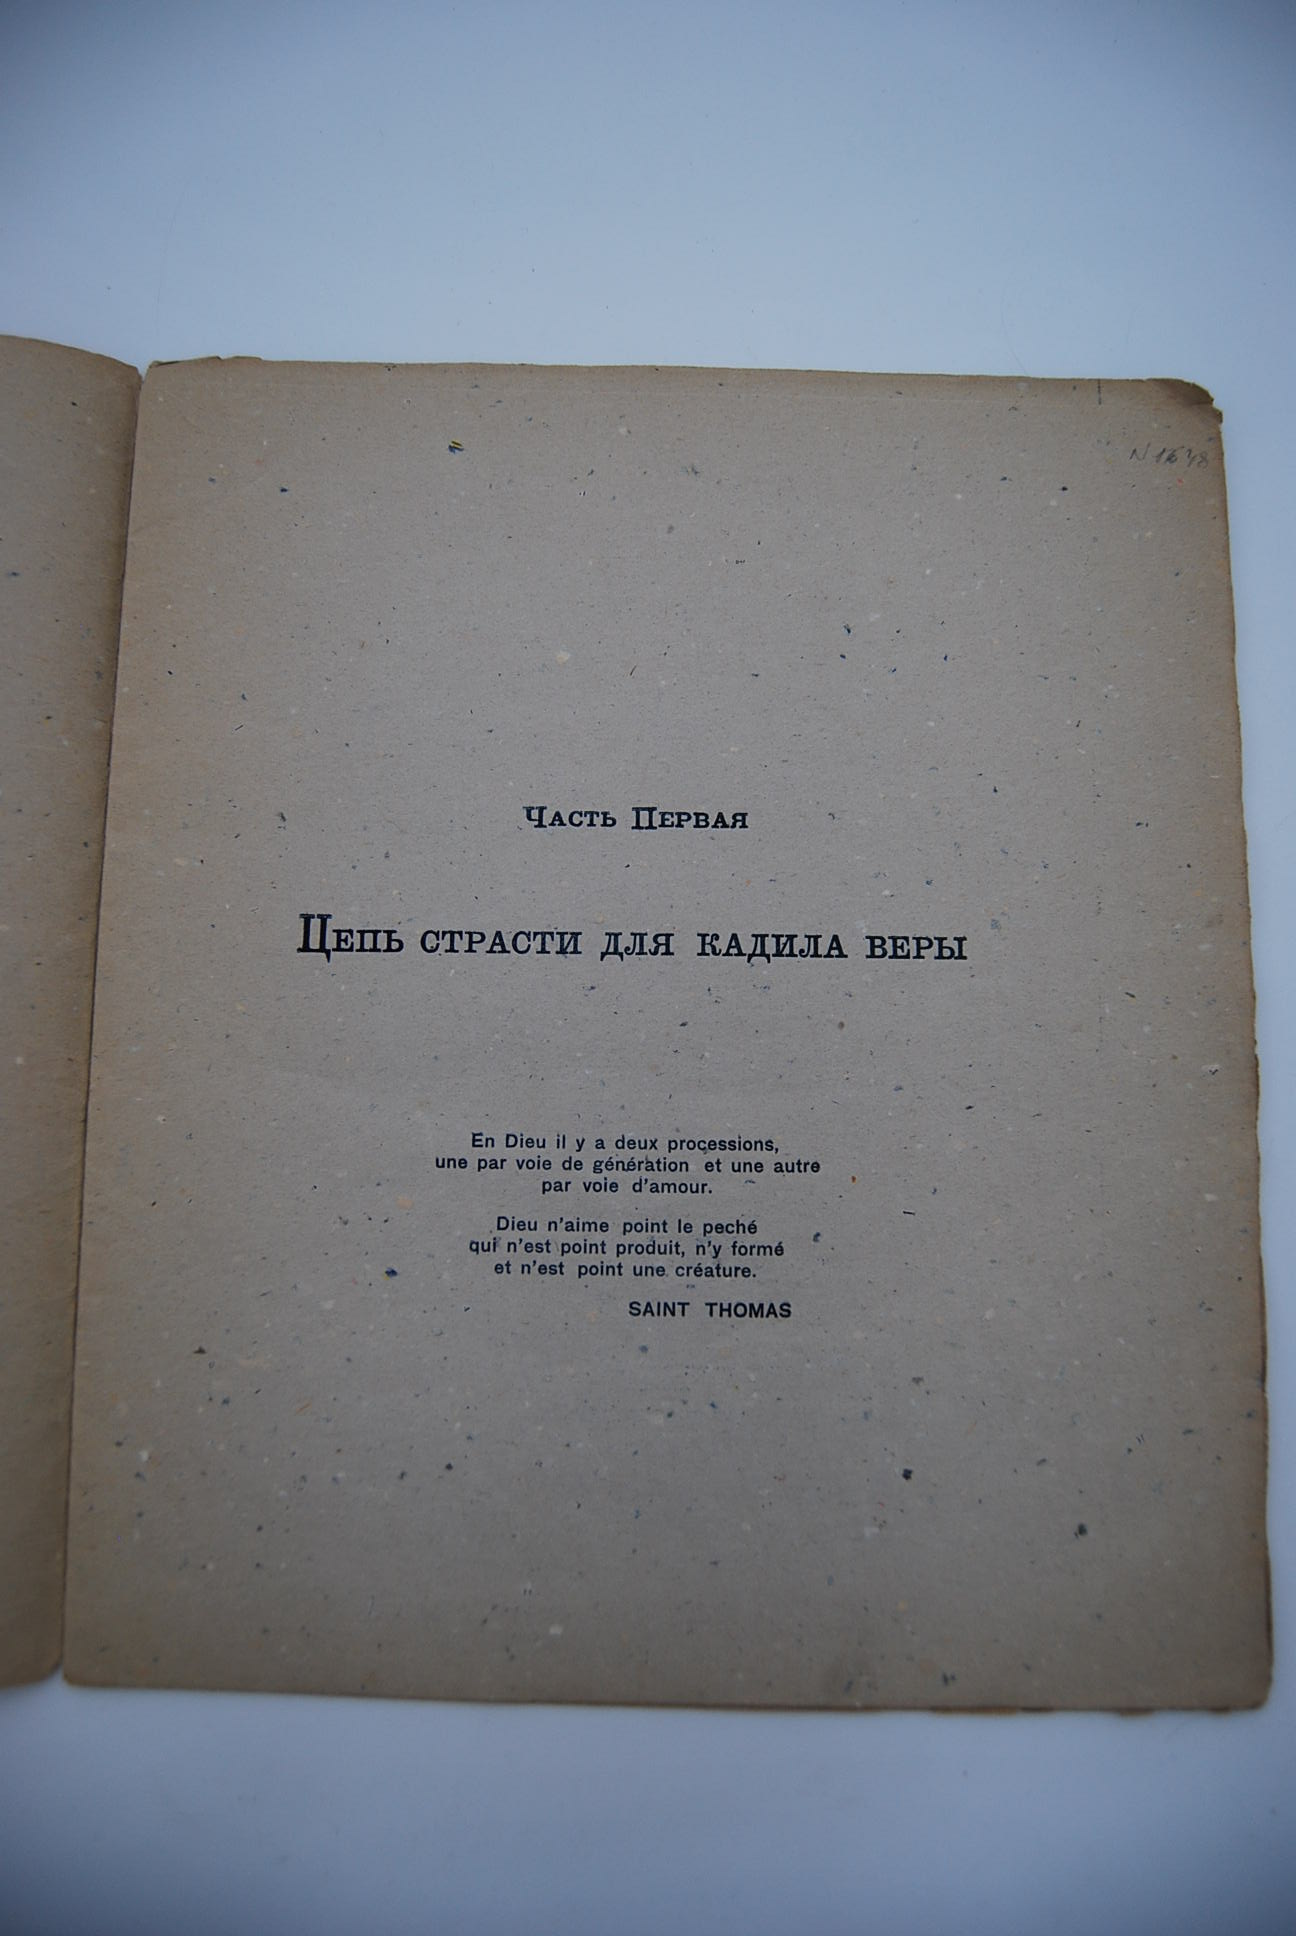 N 1648
Часть Первая
Цепь страсти для кадила веры
En Dieu il y a deux processions,
une par voie de génération et une autre
par voie d'amour.
Dieu n'aime point le peché
qui n'est point produit, n'y formé
et n'est point une créature.
SAINT THOMAS